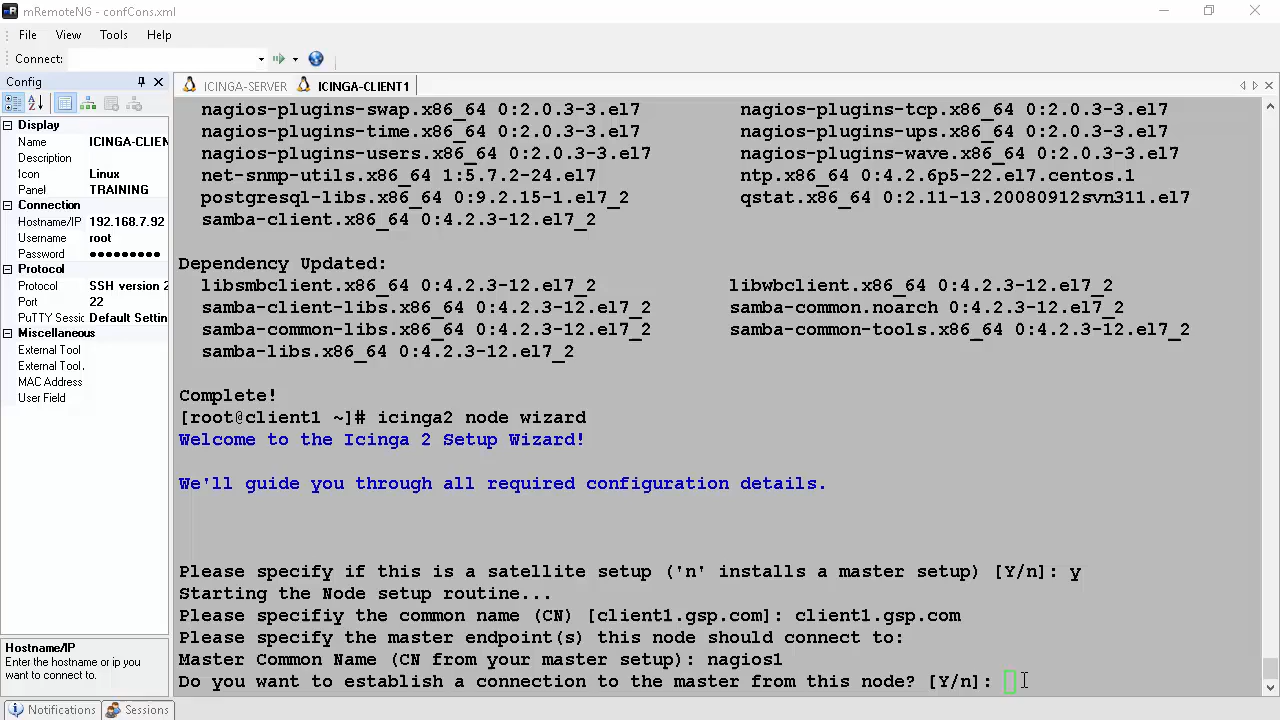 mRemoteNG - confCons.xml
File View Tools Help
Connect:
Config
ICINGA-SERVER ICINGA-CLIENT1
Display
Name ICINGA-CLIEN
Description
Icon Linux
Panel TRAINING
Connection
Hostname/IP 192.168.7.92
Username root
Password ●●●●●●●●●
Protocol
Protocol SSH version 2
Port 22
PuTTY Sessic Default Settin
Miscellaneous
External Tool
External Tool.
MAC Address
User Field
Hostname/IP
Enter the hostname or ip you
want to connect to.
Notifications Sessions
nagios-plugins-swap.x86_64 0:2.0.3-3.el7 nagios-plugins-tcp.x86_64 0:2.0.3-3.el7
nagios-plugins-time.x86_64 0:2.0.3-3.el7 nagios-plugins-ups.x86_64 0:2.0.3-3.el7
nagios-plugins-users.x86_64 0:2.0.3-3.el7 nagios-plugins-wave.x86_64 0:2.0.3-3.el7
net-snmp-utils.x86_64 1:5.7.2-24.el7 ntp.x86_64 0:4.2.6p5-22.el7.centos.1
postgresql-libs.x86_64 0:9.2.15-1.el7_2 qstat.x86_64 0:2.11-13.20080912svn311.el7
samba-client.x86_64 0:4.2.3-12.el7_2
Dependency Updated:
libsmbclient.x86_64 0:4.2.3-12.el7_2 libwbclient.x86_64 0:4.2.3-12.el7_2
samba-client-libs.x86_64 0:4.2.3-12.el7_2 samba-common.noarch 0:4.2.3-12.el7_2
samba-common-libs.x86_64 0:4.2.3-12.el7_2 samba-common-tools.x86_64 0:4.2.3-12.el7_2
samba-libs.x86_64 0:4.2.3-12.el7_2
Complete!
[root@client1 ~]# icinga2 node wizard
Welcome to the Icinga 2 Setup Wizard!
We'll guide you through all required configuration details.
Please specify if this is a satellite setup ('n' installs a master setup) [Y/n]: y
Starting the Node setup routine...
Please specifiy the common name (CN) [client1.gsp.com]: client1.gsp.com
Please specify the master endpoint(s) this node should connect to:
Master Common Name (CN from your master setup): nagios1
Do you want to establish a connection to the master from this node? [Y/n]: